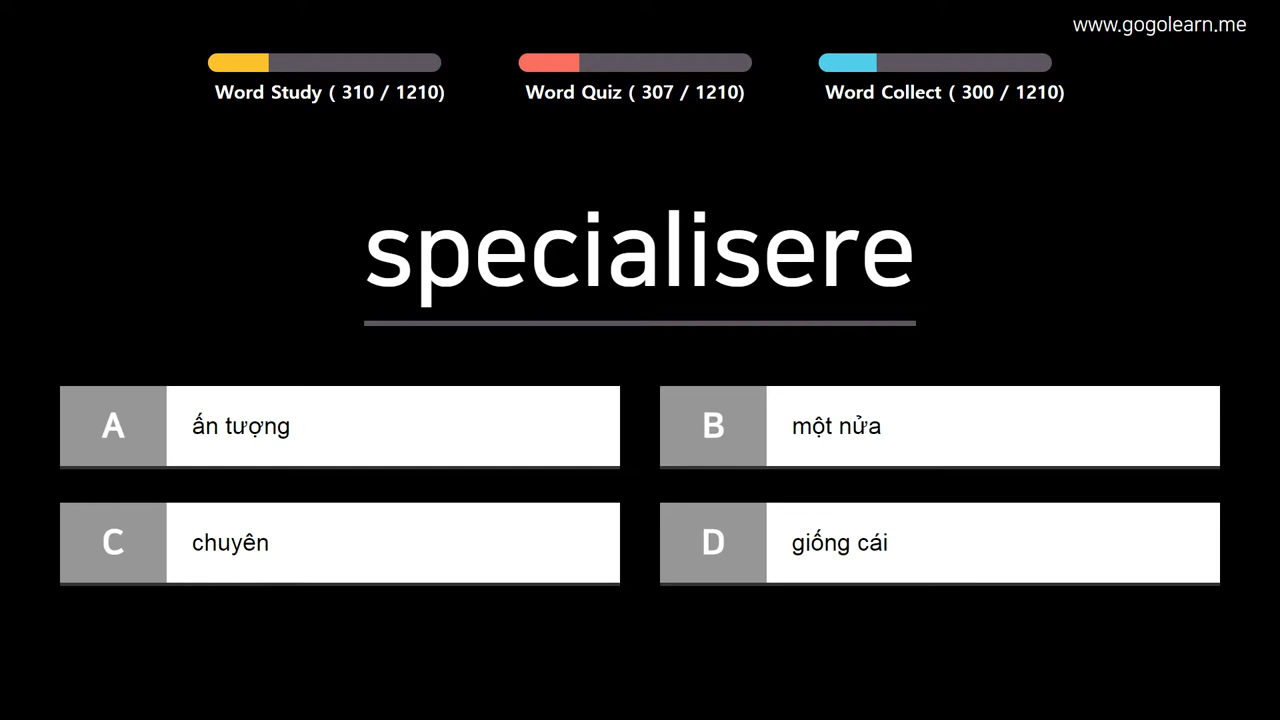 www.gogolearn.me
Word Study ( 310 / 1210)
Word Quiz ( 307 / 1210)
Word Collect ( 300 / 1210)
specialisere
A
ấn tượng
B
một nửa
C
chuyên
D
giống cái